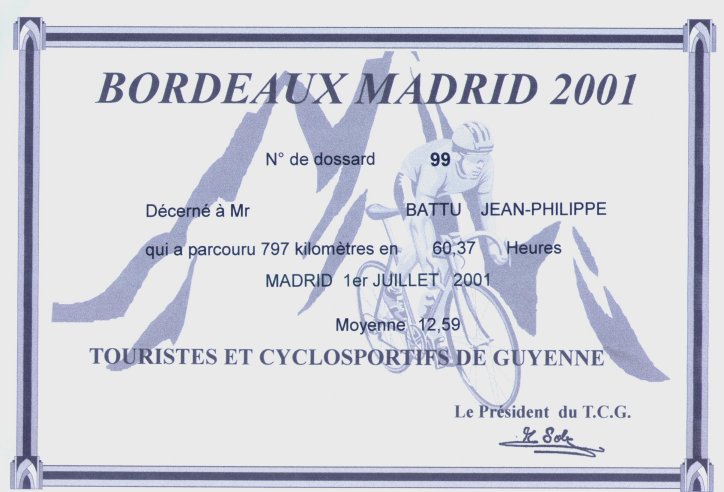 BORDEAUX MADRID 2001
N° de dossard 99
Décerné à Mr BATTU JEAN-PHILIPPE
qui a parcouru 797 kilomètres en 60,37 Heures
MADRID 1er JUILLET 2001
Moyenne 12,59
TOURISTES ET CYCLOSPORTIFS DE GUYENNE
Le Président du T.C.G.